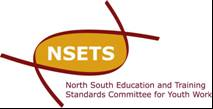 NSETS
North South Education and Training
Standards Committee for Youth Work